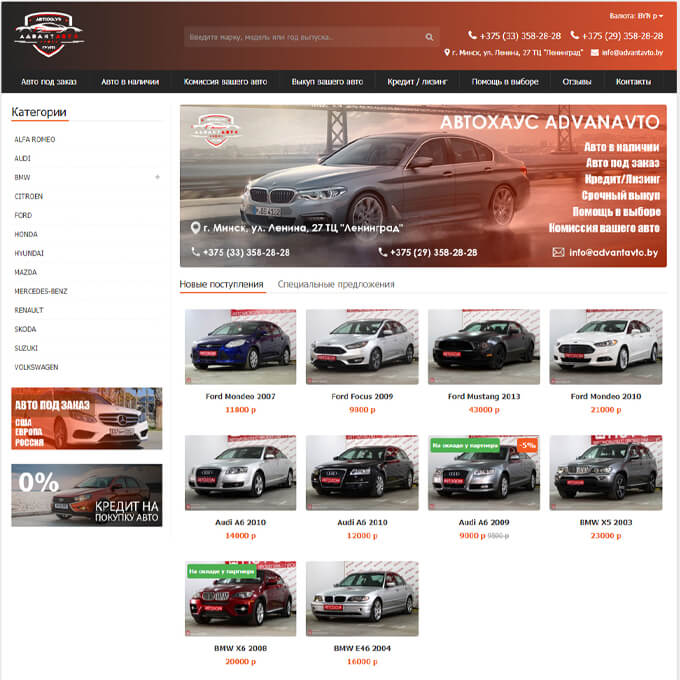 АВТОХАУС
АДВАНТАВТО
Валюта: BYN р
Введите марку, модель или год выпуска..
+375 (33) 358-28-28 +375 (29) 358-28-28
г. Минск, ул. Ленина, 27 ТЦ "Ленинград" info@advantavto.by
Авто под заказ Авто в наличии Комиссия вашего авто Выкуп вашего авто Кредит / лизинг Помощь в выборе Отзывы Контакты
Категории
ALFA ROMEO
AUDI
BMW +
CITROEN
FORD
HONDA
HYUNDAI
MAZDA
MERCEDES-BENZ
RENAULT
SKODA
SUZUKI
VOLKSWAGEN
АВТО ПОД ЗАКАЗ
США
ЕВРОПА
РОССИЯ
0%
КРЕДИТ НА
ПОКУПКУ АВТО
АВТОХАУС ADVANAVTO
Авто в наличии
Авто под заказ
Кредит/Лизинг
Срочный выкуп
Помощь в выборе
Комиссия вашего авто
г. Минск, ул. Ленина, 27 ТЦ "Ленинград"
+375 (33) 358-28-28 +375 (29) 358-28-28 info@advantavto.by
Новые поступления Специальные предложения
Ford Mondeo 2007 Ford Focus 2009 Ford Mustang 2013 Ford Mondeo 2010
11800 р 9800 р 43000 р 21000 р
На складе у партнера -5%
Audi A6 2010 Audi A6 2010 Audi A6 2009 BMW X5 2003
14000 р 12000 р 9000 р 9500 р 23000 р
На складе у партнера
BMW X6 2008 BMW E46 2004
20000 р 16000 р